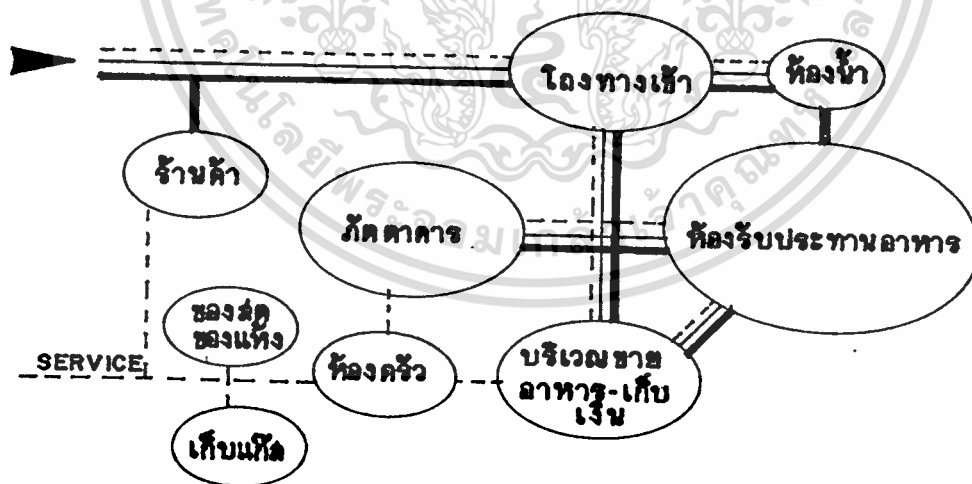 โถงทางเข้า
ห้องน้ำ
ร้านค้า
ภัตตาคาร
ห้องรับประทานอาหาร
ของสด
ของแห้ง
SERVICE
ห้องครัว
บริเวณขาย
อาหาร-เก็บ
เงิน
เก็บแก๊ส